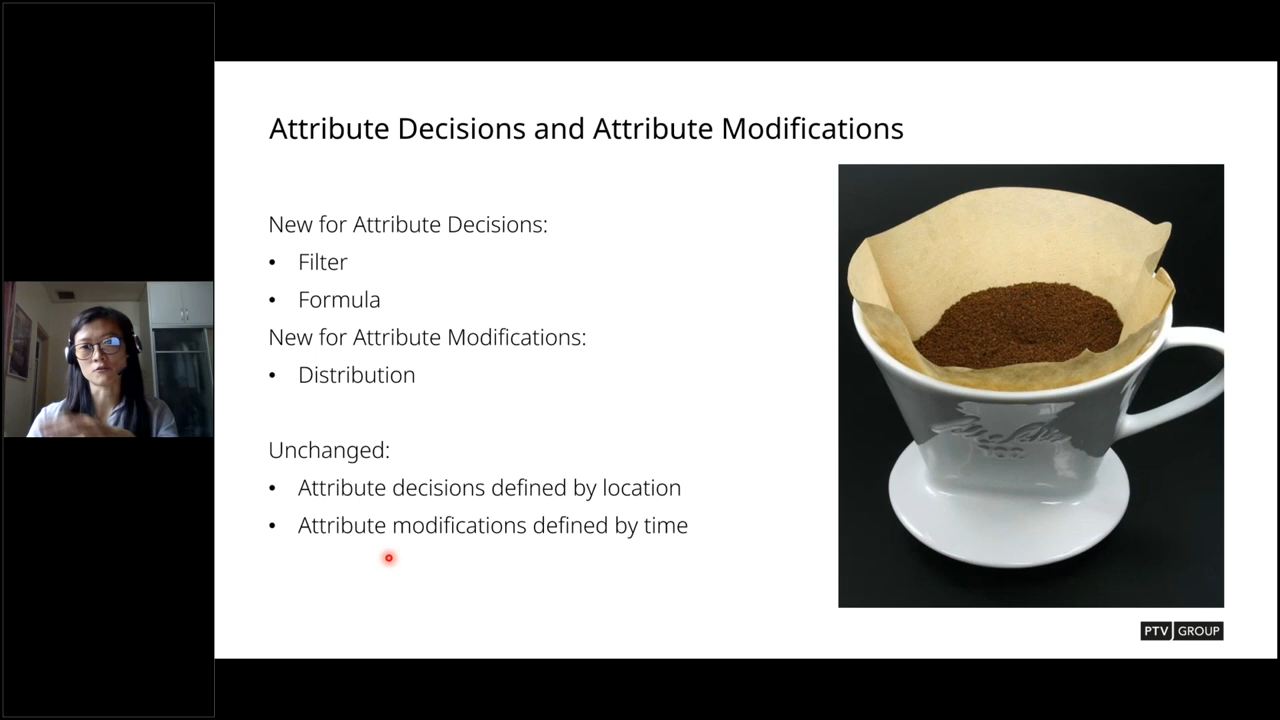 Attribute Decisions and Attribute Modifications
New for Attribute Decisions:
• Filter
• Formula
New for Attribute Modifications:
• Distribution
Unchanged:
• Attribute decisions defined by location
• Attribute modifications defined by time
PTV GROUP